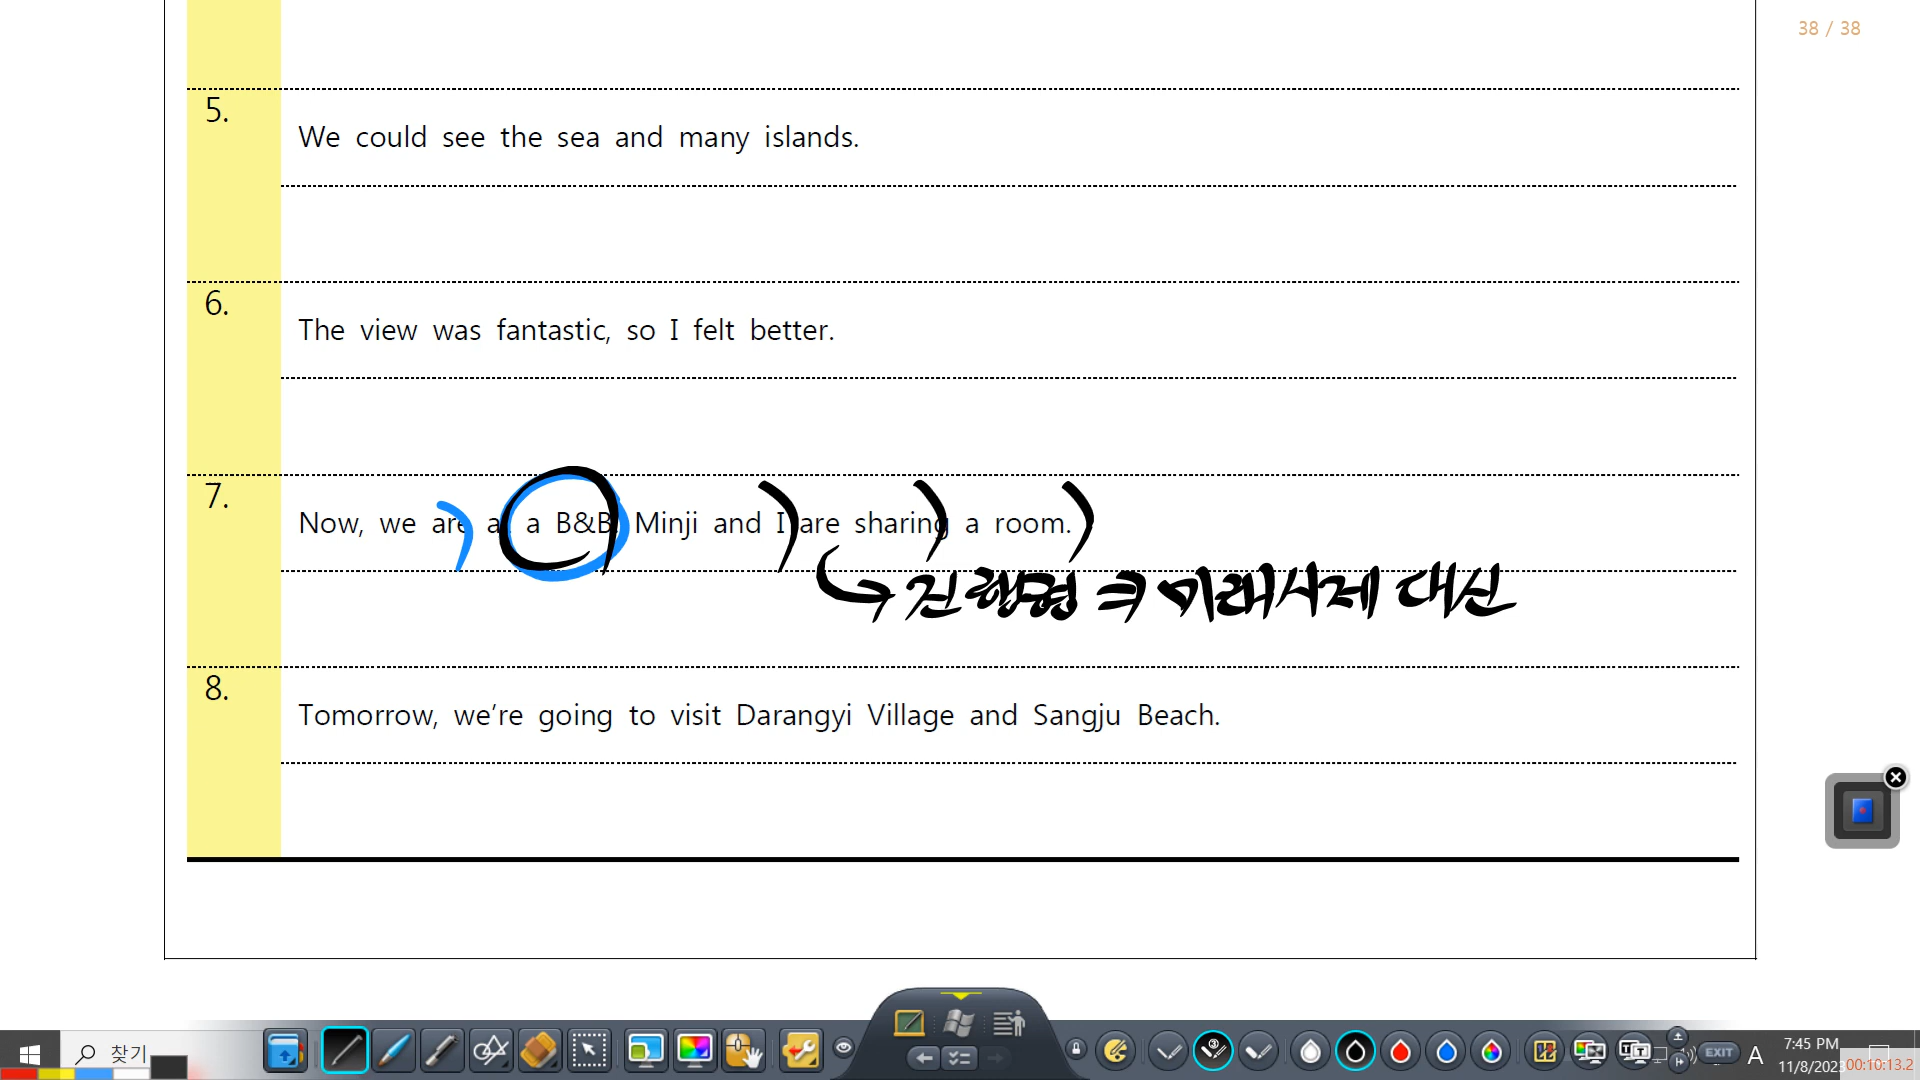 38 / 38
5.
We could see the sea and many islands.
6.
The view was fantastic, so I felt better.
7.
Now, we are at a B&B. Minji and I are sharing a room.
진행형 ⇒ 미래시제 대신
8.
Tomorrow, we're going to visit Darangyi Village and Sangju Beach.
찾기
EXIT
A
7:45 PM
11/8/2023
00:10:13.2